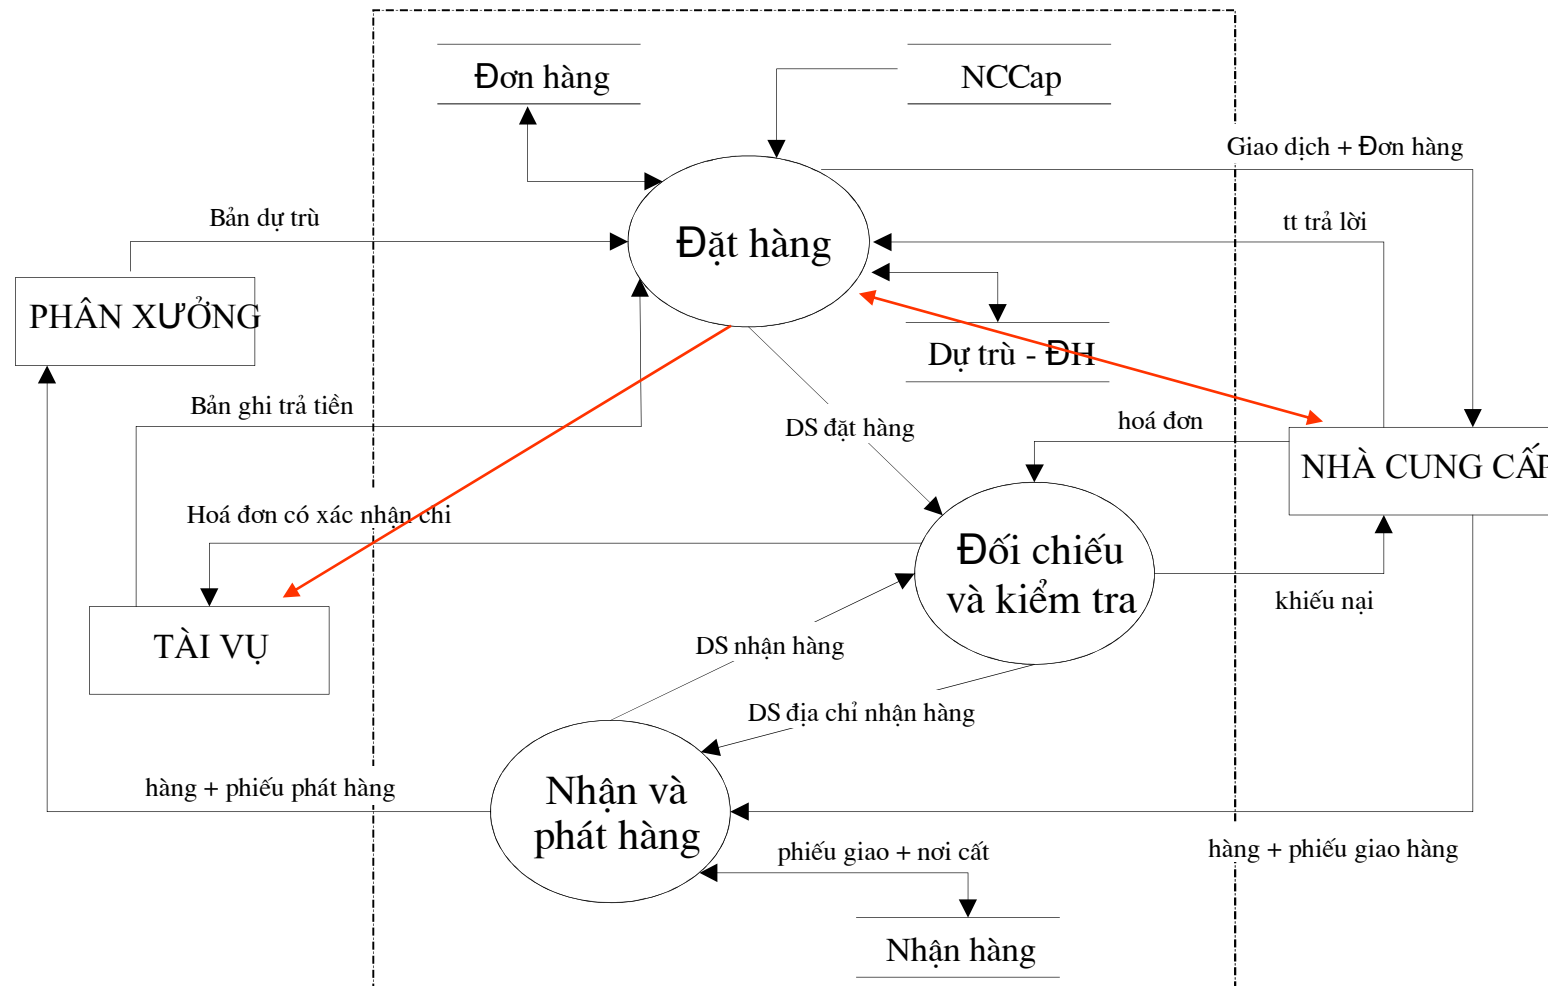 Đơn hàng
NCCap
Giao dịch + Đơn hàng
Bản dự trù
tt trả lời
Đặt hàng
PHÂN XƯỞNG
Dự trù - ĐH
Bản ghi trả tiền
DS đặt hàng
hoá đơn
NHÀ CUNG CẤP
Hoá đơn có xác nhận chi
Đối chiếu
và kiểm tra
khiếu nại
TÀI VỤ
DS nhận hàng
DS địa chỉ nhận hàng
hàng + phiếu phát hàng
Nhận và
phát hàng
phiếu giao + nơi cất
hàng + phiếu giao hàng
Nhận hàng